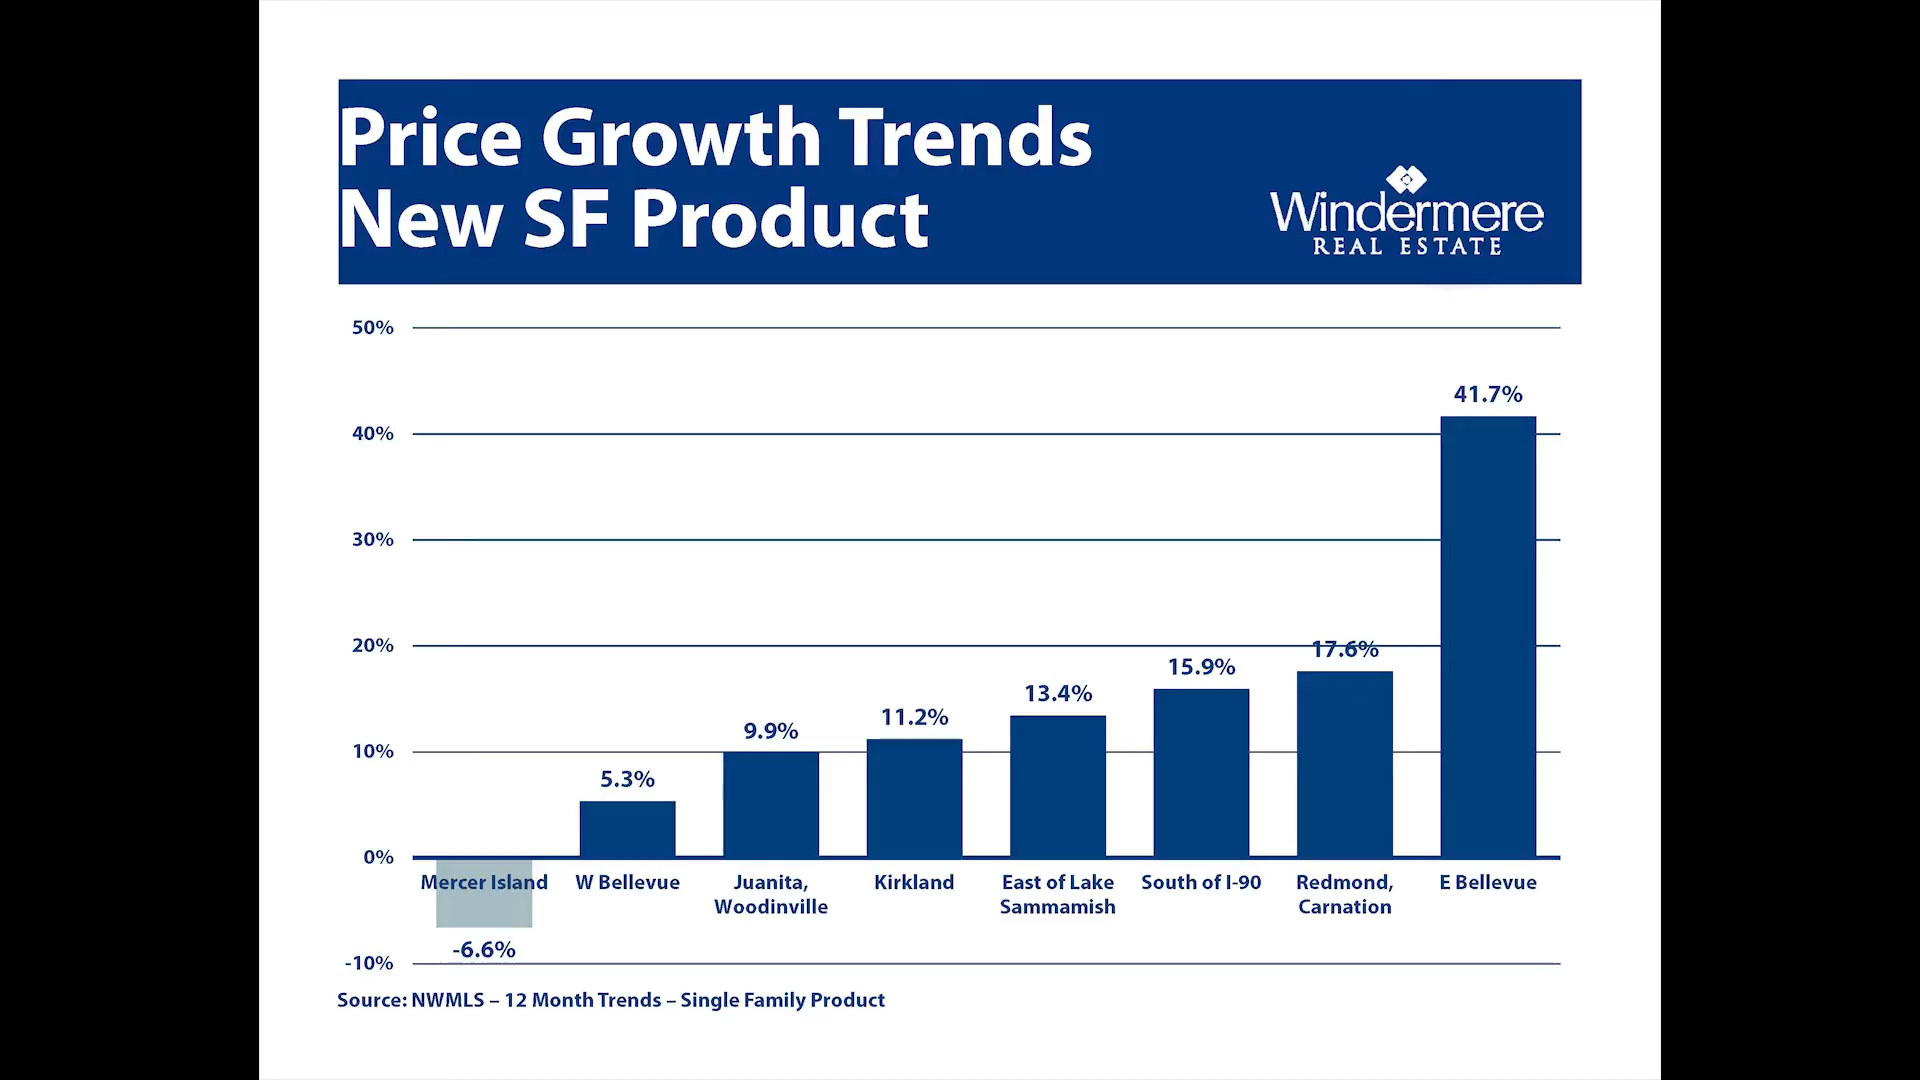 Price Growth Trends
New SF Product
Windermere
REAL ESTATE
50%
40%
30%
20%
10%
0%
-10%
-6.6%
5.3%
9.9%
11.2%
13.4%
15.9%
17.6%
41.7%
Mercer Island
W Bellevue
Juanita,
Woodinville
Kirkland
East of Lake
Sammamish
South of I-90
Redmond,
Carnation
E Bellevue
Source: NWMLS – 12 Month Trends – Single Family Product